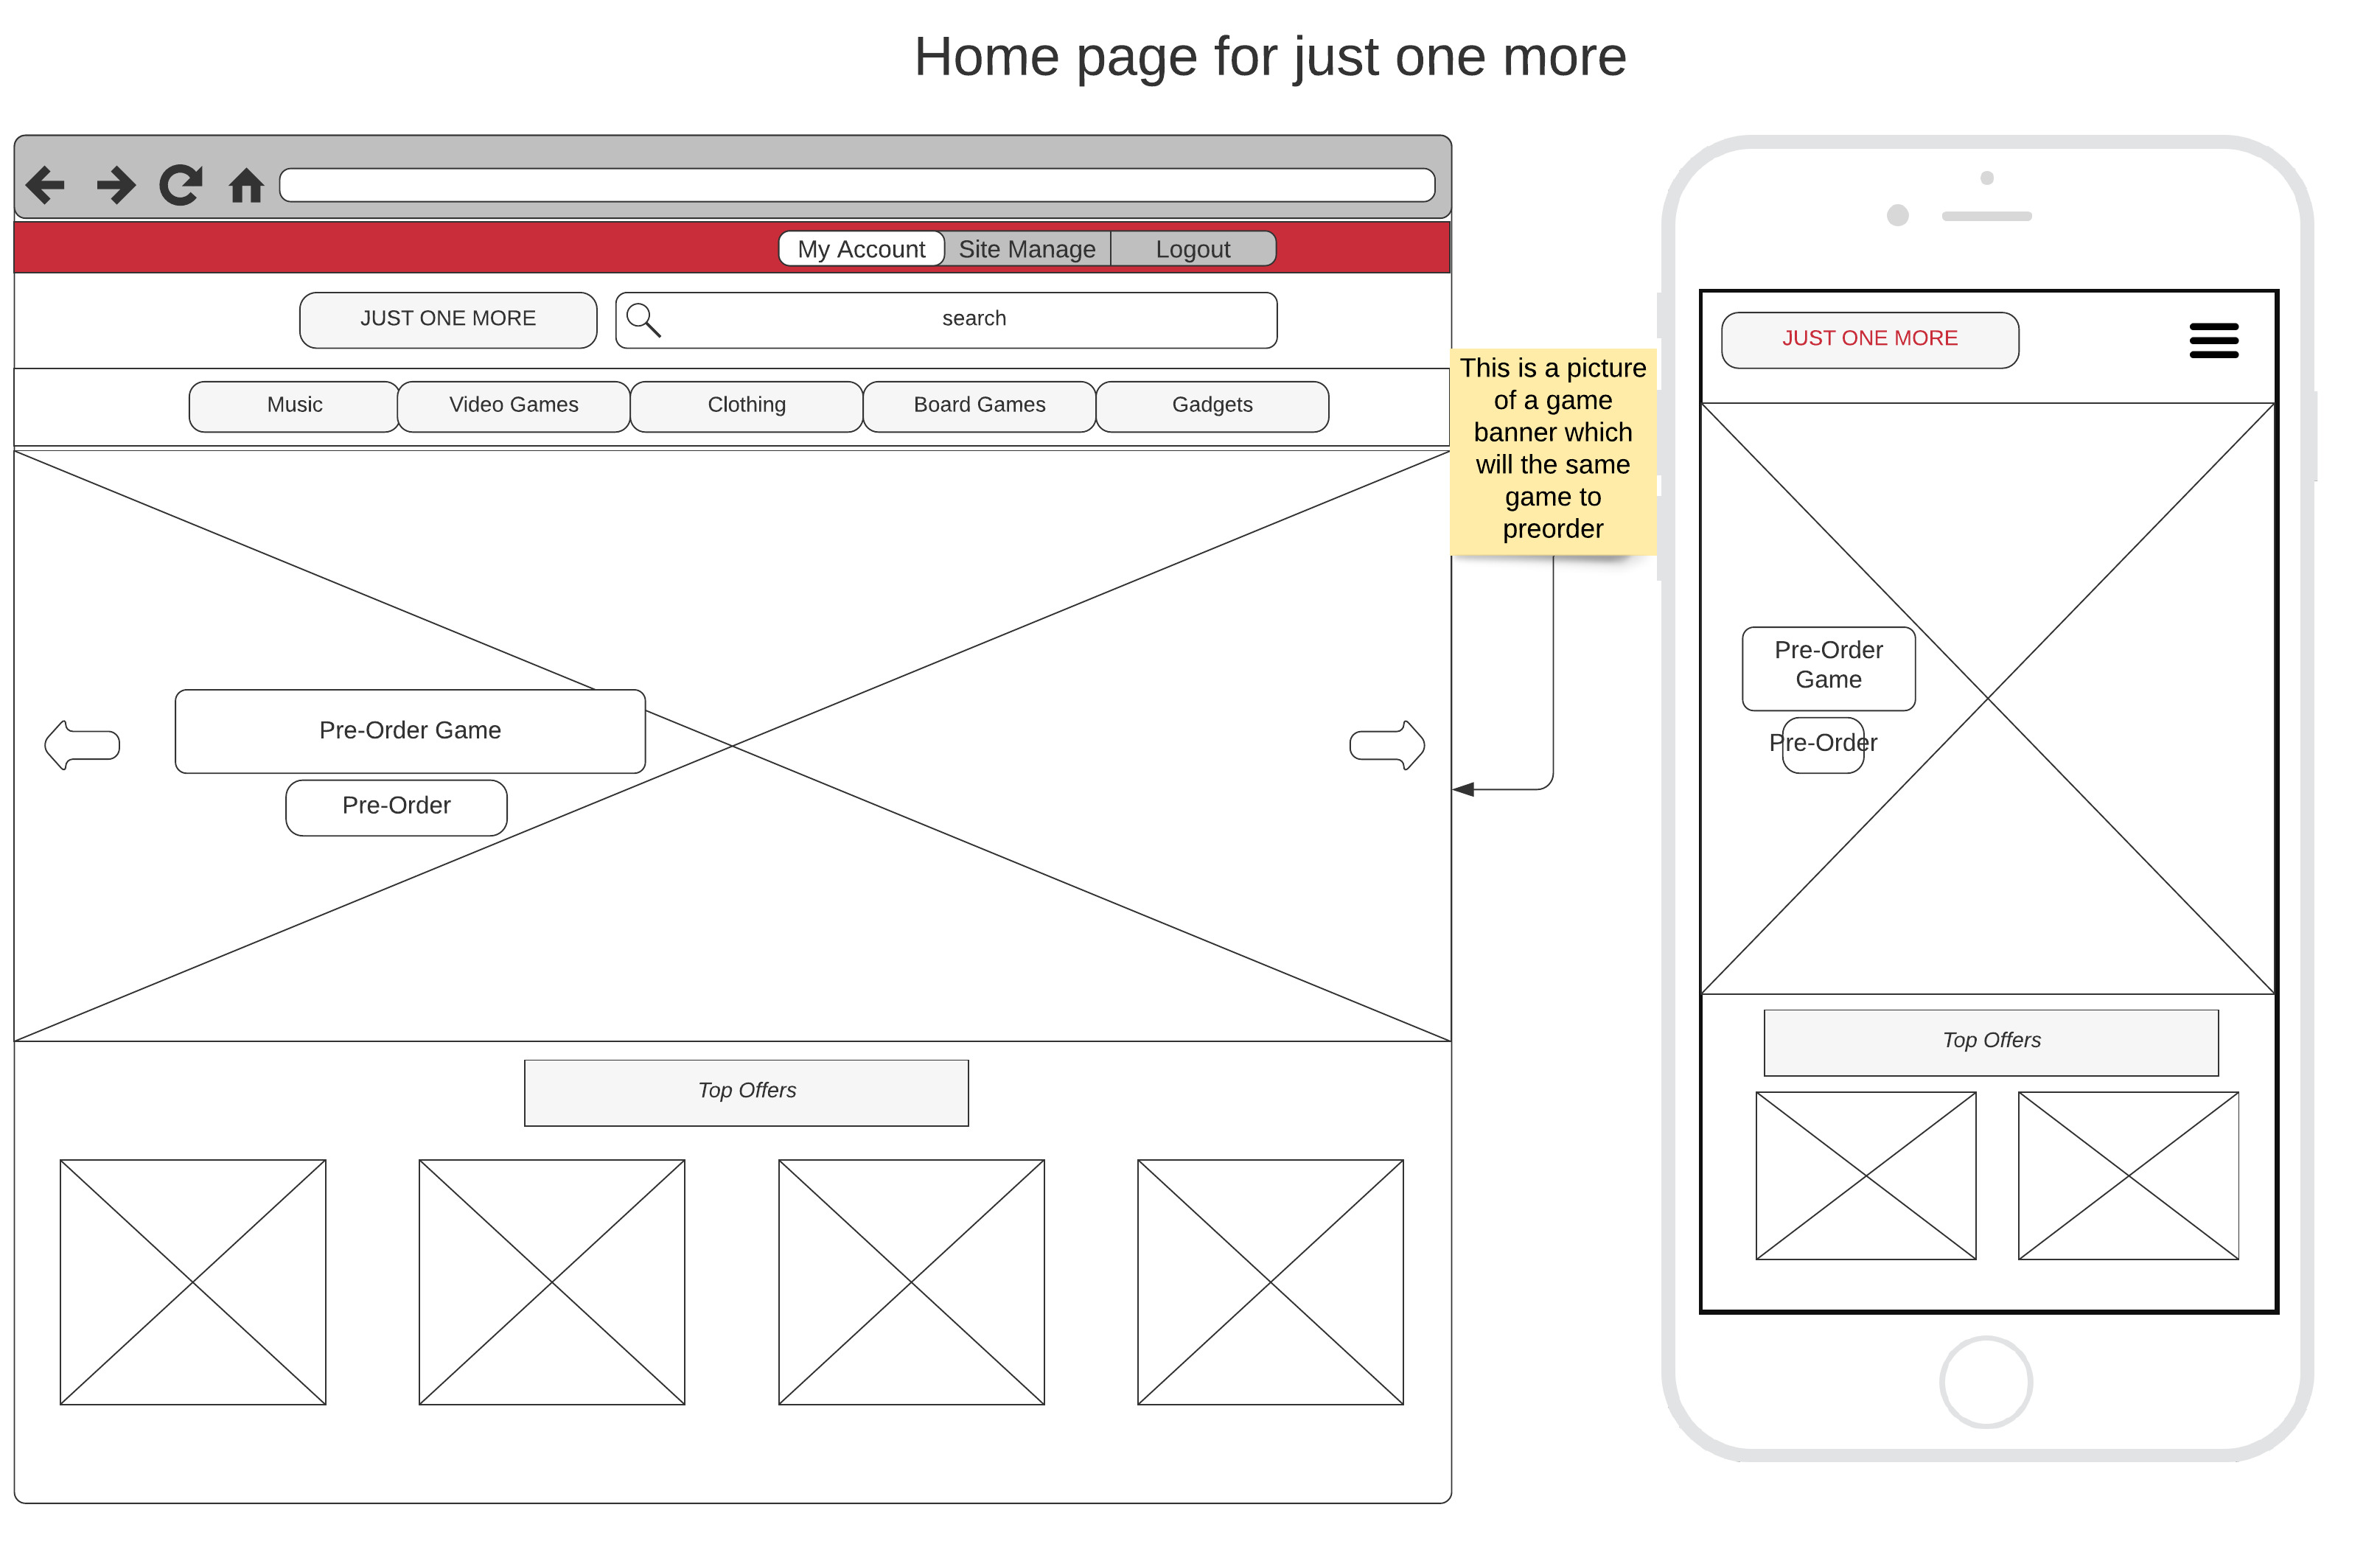 Home page for just one more
My Account Site Manage Logout
JUST ONE MORE search
Music Video Games Clothing Board Games Gadgets
Pre-Order Game
Pre-Order
Top Offers
This is a picture
of a game
banner which
will the same
game to
preorder
JUST ONE MORE
Pre-Order
Game
Pre-Order
Top Offers